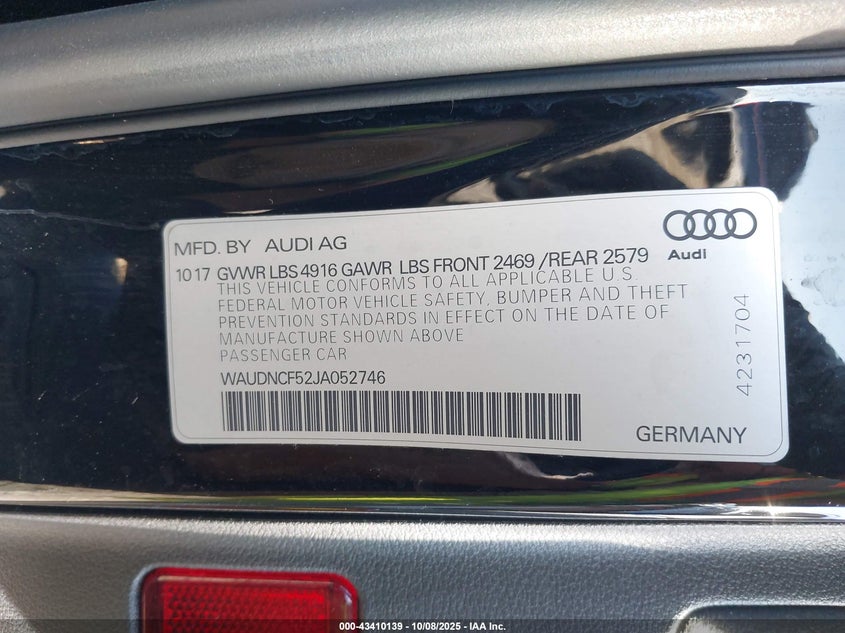 MFD. BY AUDI AG
Audi
10 17 GVWR LBS 4916 GAWR LBS FRONT 2469 /REAR 2579
THIS VEHICLE CONFORMS TO ALL APPLICABLE U S.
FEDERAL MOTOR VEHICLE SAFETY, BUMPER AND THEFT
PREVENTION STANDARDS IN EFFECT ON THE DATE OF
MANUFACTURE SHOWN ABOVE
PASSENGER CAR
4231704
WAUDNCF52JA052746
GERMANY
000-43410139 - 10/08/2025 - IAA Inc.